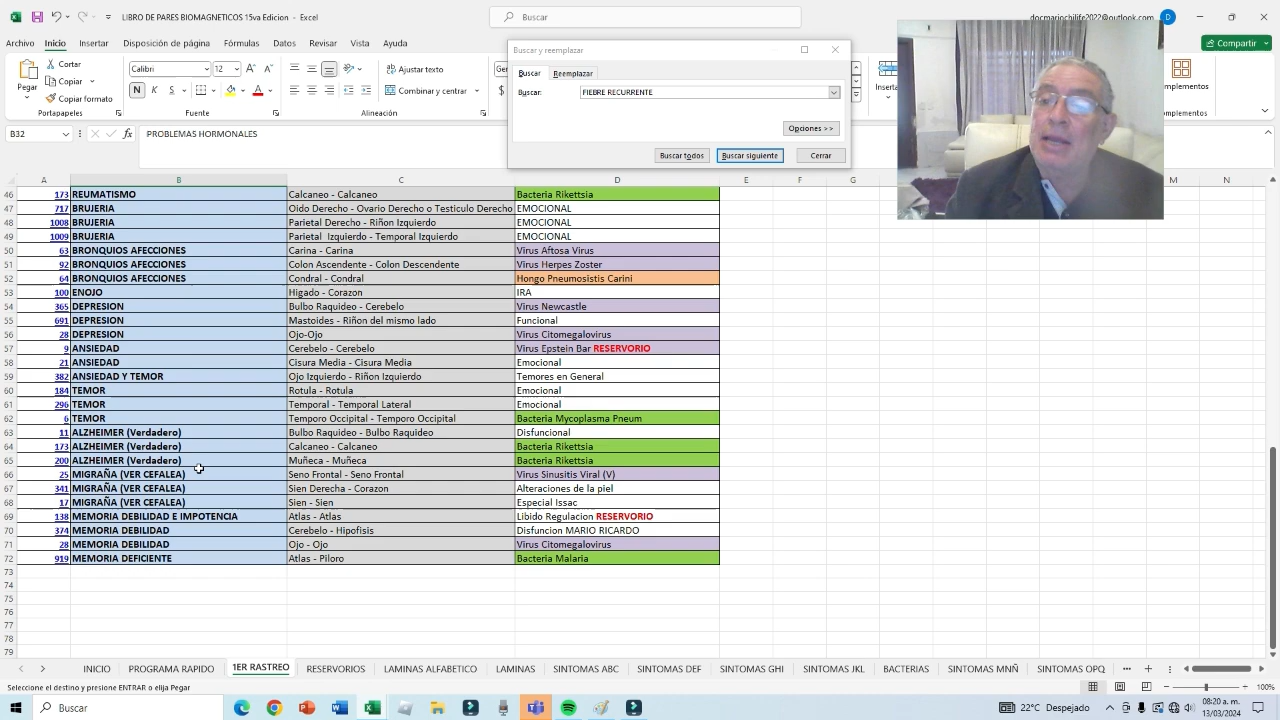 LIBRO DE PARES BIOMAGNETICOS 15va Edicion - Excel
Buscar
docmariochilife2022@outlook.com
D
Archivo Inicio Insertar Disposición de página Fórmulas Datos Revisar Vista Ayuda
Compartir
Pegar
Cortar
Copiar
Copiar formato
Portapapeles
Calibri 12
N K S
Fuente
Ajustar texto
Combinar y centrar
Alineación
Buscar y reemplazar
Buscar Reemplazar
Buscar: FIEBRE RECURRENTE
Opciones >>
Buscar todos Buscar siguiente Cerrar
B32 PROBLEMAS HORMONALES
A B C D E F G M N
46 173 REUMATISMO Calcaneo - Calcaneo Bacteria Rikettsia
47 717 BRUJERIA Oido Derecho - Ovario Derecho o Testiculo Derecho EMOCIONAL
48 1008 BRUJERIA Parietal Derecho - Riñon Izquierdo EMOCIONAL
49 1009 BRUJERIA Parietal Izquierdo - Temporal Izquierdo EMOCIONAL
50 63 BRONQUIOS AFECCIONES Carina - Carina Virus Aftosa Virus
51 92 BRONQUIOS AFECCIONES Colon Ascendente - Colon Descendente Virus Herpes Zoster
52 64 BRONQUIOS AFECCIONES Condral - Condral Hongo Pneumosistis Carini
53 100 ENOJO Higado - Corazon IRA
54 365 DEPRESION Bulbo Raquideo - Cerebelo Virus Newcastle
55 691 DEPRESION Mastoides - Riñon del mismo lado Funcional
56 28 DEPRESION Ojo-Ojo Virus Citomegalovirus
57 9 ANSIEDAD Cerebelo - Cerebelo Virus Epstein Bar RESERVORIO
58 21 ANSIEDAD Cisura Media - Cisura Media Emocional
59 382 ANSIEDAD Y TEMOR Ojo Izquierdo - Riñon Izquierdo Temores en General
60 184 TEMOR Rotula - Rotula Emocional
61 296 TEMOR Temporal - Temporal Lateral Emocional
62 6 TEMOR Temporo Occipital - Temporo Occipital Bacteria Mycoplasma Pneum
63 11 ALZHEIMER (Verdadero) Bulbo Raquideo - Bulbo Raquideo Disfuncional
64 173 ALZHEIMER (Verdadero) Calcaneo - Calcaneo Bacteria Rikettsia
65 200 ALZHEIMER (Verdadero) Muñeca - Muñeca Bacteria Rikettsia
66 25 MIGRAÑA (VER CEFALEA) Seno Frontal - Seno Frontal Virus Sinusitis Viral (V)
67 341 MIGRAÑA (VER CEFALEA) Sien Derecha - Corazon Alteraciones de la piel
68 17 MIGRAÑA (VER CEFALEA) Sien - Sien Especial Issac
69 138 MEMORIA DEBILIDAD E IMPOTENCIA Atlas - Atlas Libido Regulacion RESERVORIO
70 374 MEMORIA DEBILIDAD Cerebelo - Hipofisis Disfuncion MARIO RICARDO
71 28 MEMORIA DEBILIDAD Ojo - Ojo Virus Citomegalovirus
72 919 MEMORIA DEFICIENTE Atlas - Piloro Bacteria Malaria
73
74
75
76
77
78
79
INICIO PROGRAMA RAPIDO 1ER RASTREO RESERVORIOS LAMINAS ALFABETICO LAMINAS SINTOMAS ABC SINTOMAS DEF SINTOMAS GHI SINTOMAS JKL BACTERIAS SINTOMAS MNÑ SINTOMAS OPQ
Seleccione el destino y presione ENTRAR o elija Pegar
100%
Buscar
22°C Despejado
08:20 a. m.
13/03/2024